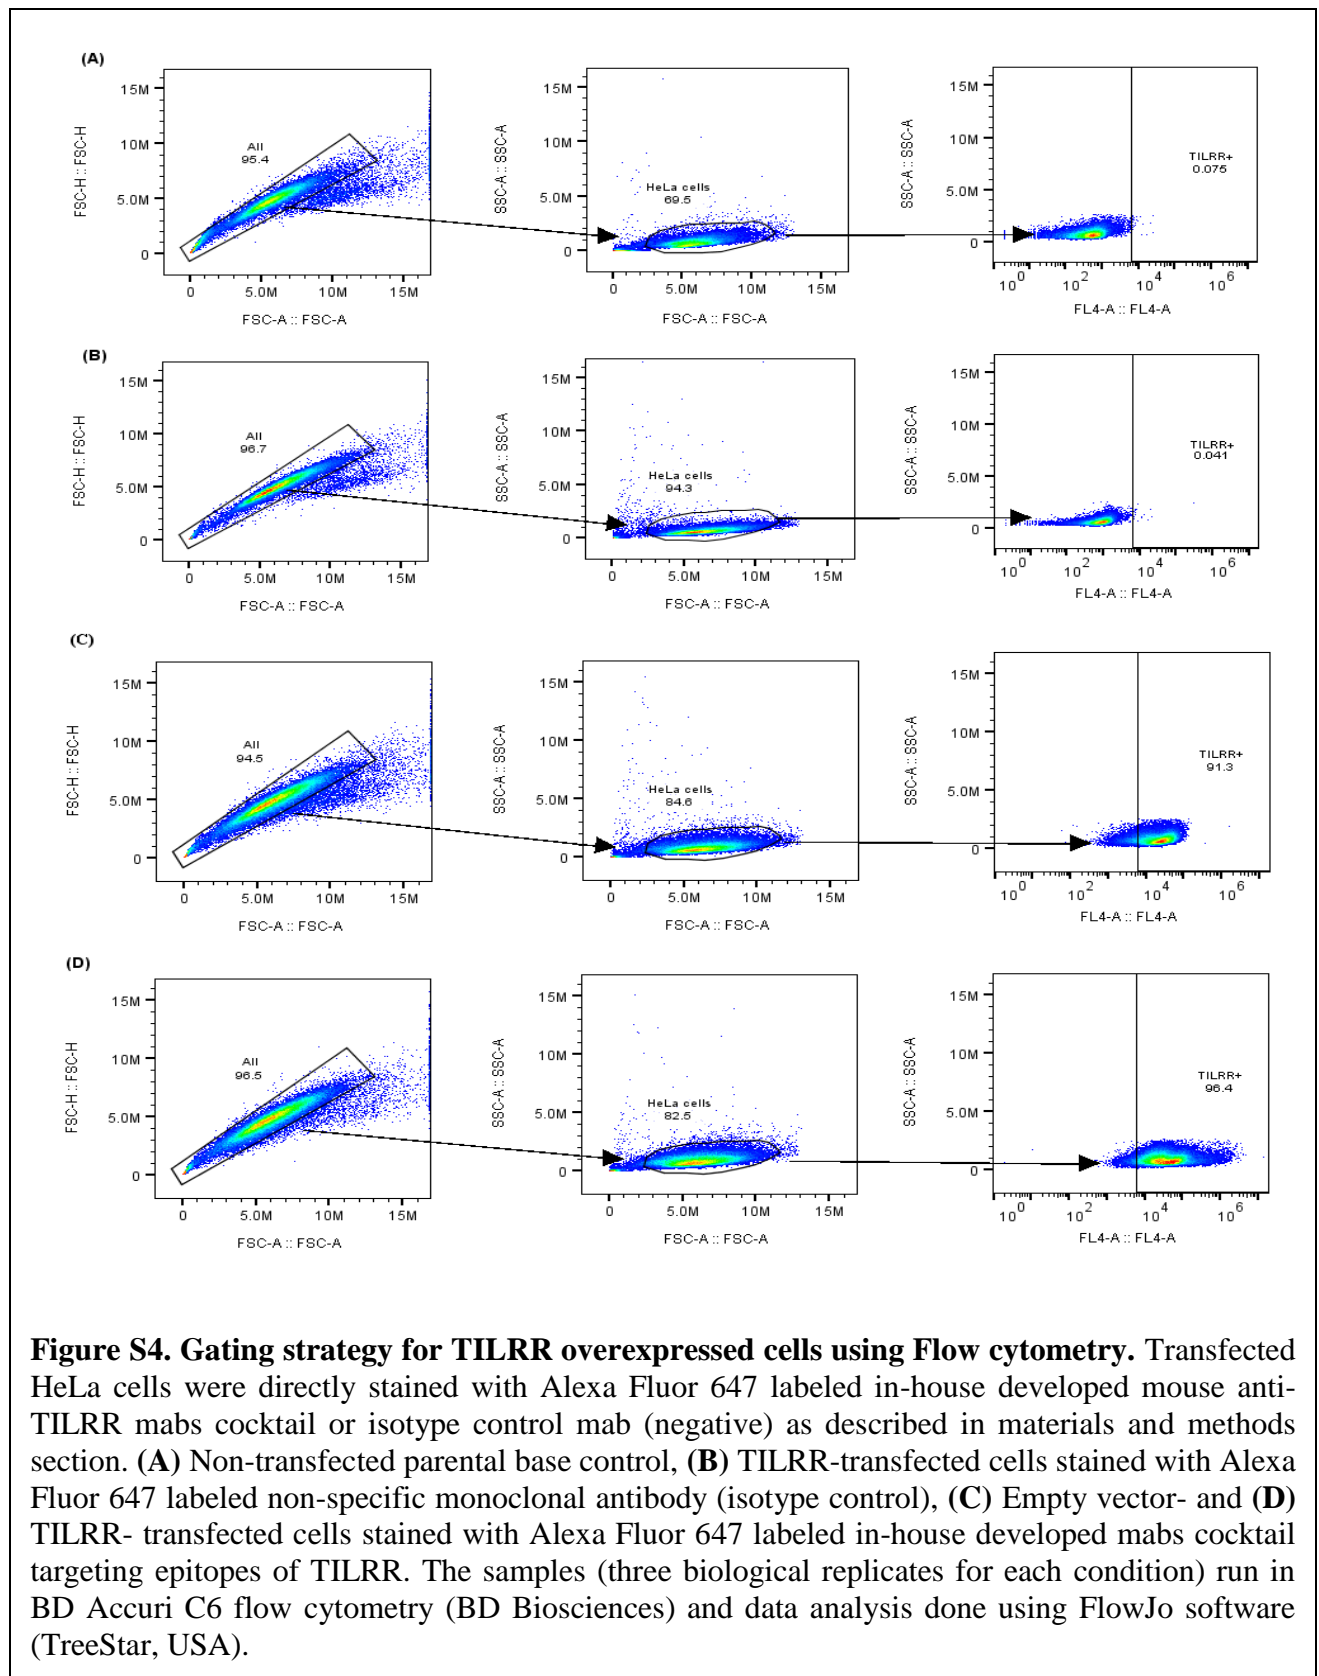 (A)
FSC-H :: FSC-H
15M
10M
5.0M
0
All
95.4
0 5.0M 10M 15M
FSC-A :: FSC-A
SSC-A :: SSC-A
15M
10M
5.0M
0
HeLa cells
69.5
0 5.0M 10M 15M
FSC-A :: FSC-A
SSC-A :: SSC-A
15M
10M
5.0M
0
TILRR+
0.075
10^0 10^2 10^4 10^6
FL4-A :: FL4-A
(B)
FSC-H :: FSC-H
15M
10M
5.0M
0
All
96.7
0 5.0M 10M 15M
FSC-A :: FSC-A
SSC-A :: SSC-A
15M
10M
5.0M
0
HeLa cells
94.3
0 5.0M 10M 15M
FSC-A :: FSC-A
SSC-A :: SSC-A
15M
10M
5.0M
0
TILRR+
0.041
10^0 10^2 10^4 10^6
FL4-A :: FL4-A
(C)
FSC-H :: FSC-H
15M
10M
5.0M
0
All
94.5
0 5.0M 10M 15M
FSC-A :: FSC-A
SSC-A :: SSC-A
15M
10M
5.0M
0
HeLa cells
84.6
0 5.0M 10M 15M
FSC-A :: FSC-A
SSC-A :: SSC-A
15M
10M
5.0M
0
TILRR+
91.3
10^0 10^2 10^4 10^6
FL4-A :: FL4-A
(D)
FSC-H :: FSC-H
15M
10M
5.0M
0
All
96.5
0 5.0M 10M 15M
FSC-A :: FSC-A
SSC-A :: SSC-A
15M
10M
5.0M
0
HeLa cells
82.5
0 5.0M 10M 15M
FSC-A :: FSC-A
SSC-A :: SSC-A
15M
10M
5.0M
0
TILRR+
96.4
10^0 10^2 10^4 10^6
FL4-A :: FL4-A
Figure S4. Gating strategy for TILRR overexpressed cells using Flow cytometry. Transfected
HeLa cells were directly stained with Alexa Fluor 647 labeled in-house developed mouse anti-
TILRR mabs cocktail or isotype control mab (negative) as described in materials and methods
section. (A) Non-transfected parental base control, (B) TILRR-transfected cells stained with Alexa
Fluor 647 labeled non-specific monoclonal antibody (isotype control), (C) Empty vector- and (D)
TILRR- transfected cells stained with Alexa Fluor 647 labeled in-house developed mabs cocktail
targeting epitopes of TILRR. The samples (three biological replicates for each condition) run in
BD Accuri C6 flow cytometry (BD Biosciences) and data analysis done using FlowJo software
(TreeStar, USA).